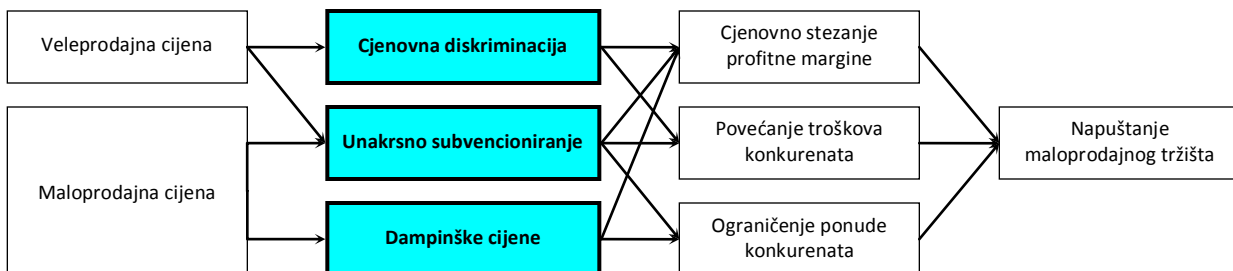 Veleprodajna cijena
Maloprodajna cijena
Cjenovna diskriminacija
Unakrsno subvencioniranje
Dampinške cijene
Cjenovno stezanje
profitne margine
Povećanje troškova
konkurenata
Ograničenje ponude
konkurenata
Napuštanje
maloprodajnog tržišta